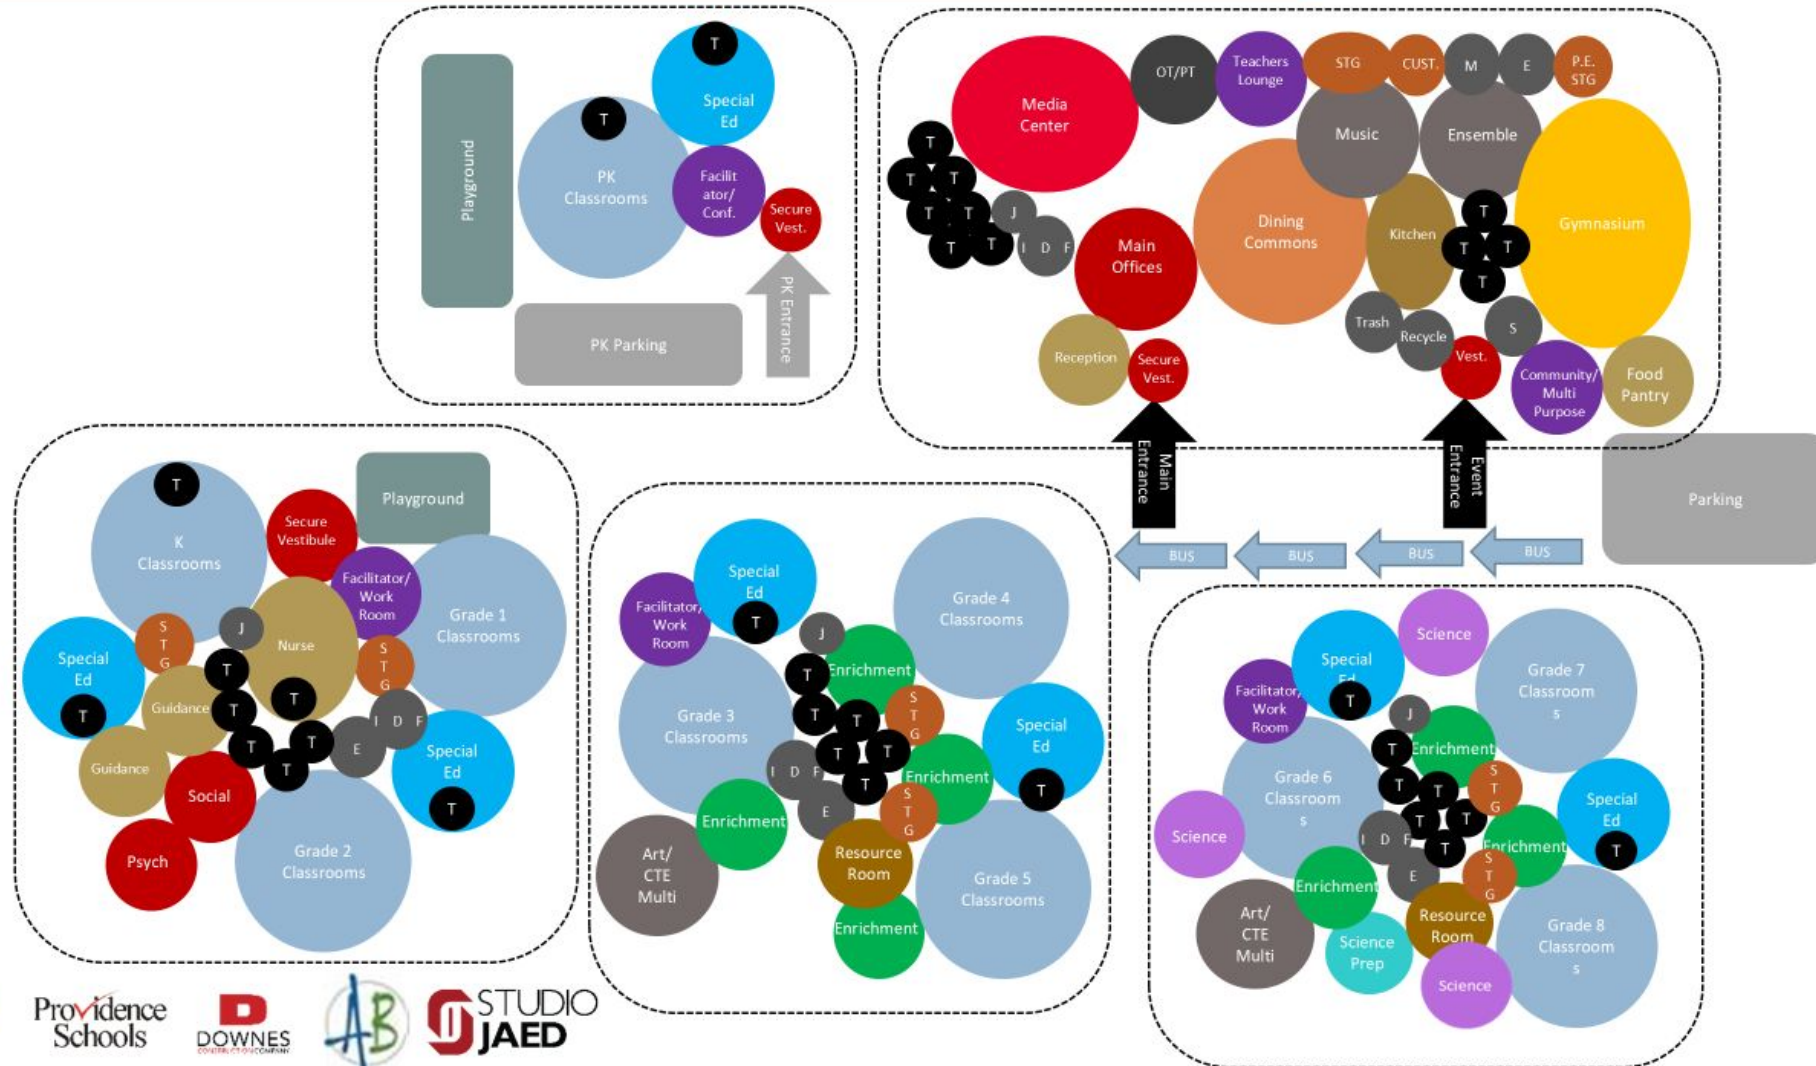 T
Special
Ed
T
PK
Classrooms
Facilit
ator/
Conf.
Secure
Vest.
Playground
PK Parking
PK Entrance
Media
Center
OT/PT
Teachers
Lounge
STG
CUST.
M
E
P.E.
STG
Music
Ensemble
Gymnasium
T
T
T
T
T
T
T
J
I D F
Main
Offices
Dining
Commons
Kitchen
T
T
T
T
Trash
Recycle
S
Vest.
Reception
Secure
Vest.
Community/
Multi
Purpose
Food
Pantry
Main
Entrance
Event
Entrance
Parking
BUS
BUS
BUS
BUS
T
K
Classrooms
Secure
Vestibule
Playground
Facilitator/
Work
Room
Grade 1
Classrooms
S
T
G
J
Nurse
S
T
G
Special
Ed
T
T
T
T
Guidance
T
T
T
I D F
E
Guidance
Special
Ed
T
Social
Psych
Grade 2
Classrooms
Special
Ed
T
Facilitator/
Work
Room
J
Grade 4
Classrooms
Enrichment
T
T
T
T
T
T
S
T
G
Grade 3
Classrooms
Special
Ed
T
I D F
E
Enrichment
S
T
G
Enrichment
Art/
CTE
Multi
Resource
Room
Grade 5
Classrooms
Enrichment
Science
Special
Ed
T
Facilitator/
Work
Room
Grade 7
Classroom
s
J
Enrichment
T
T
T
T
T
T
S
T
G
Grade 6
Classroom
s
Special
Ed
T
Science
I D F
E
Enrichment
S
T
G
Enrichment
Art/
CTE
Multi
Resource
Room
Science
Prep
Grade 8
Classroom
s
Science
Providence
Schools
D
DOWNES
CONSTRUCTION COMPANY
AB
STUDIO
JAED